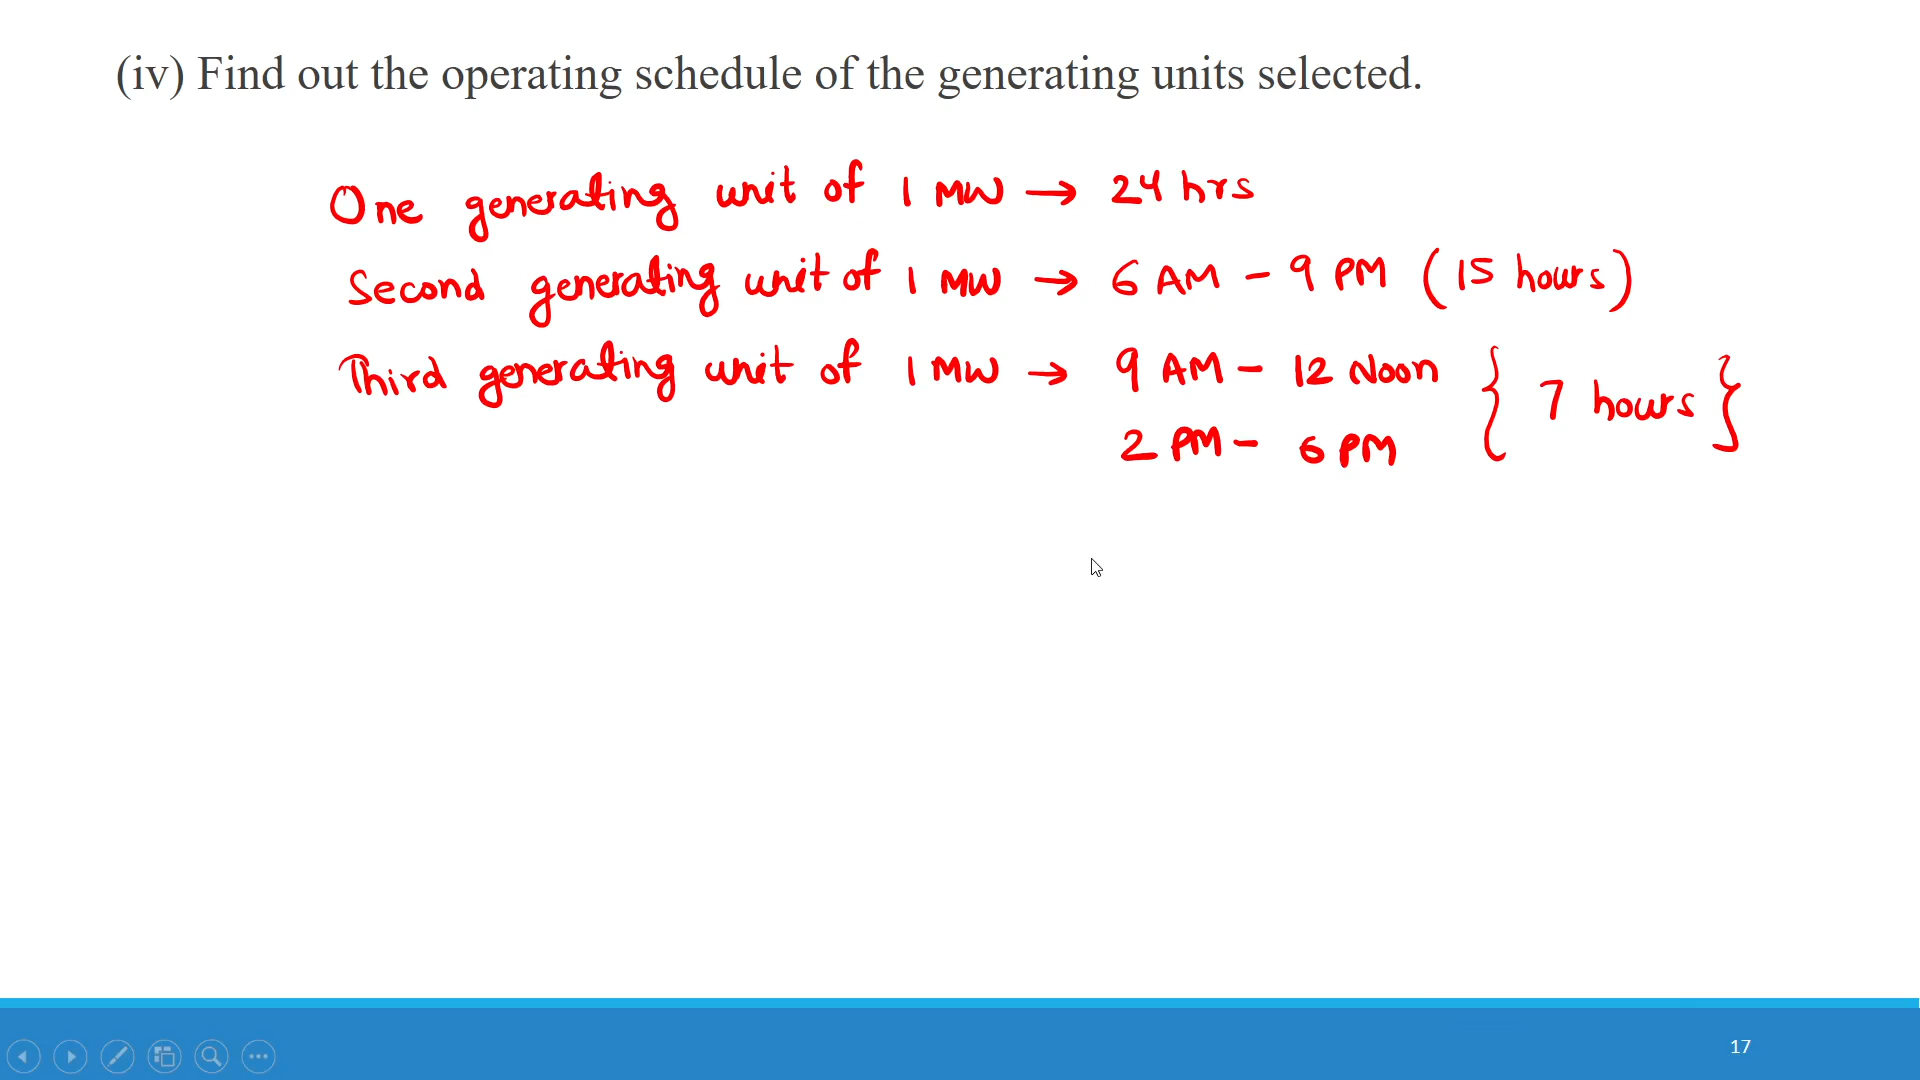 (iv) Find out the operating schedule of the generating units selected.
One generating unit of 1 MW → 24 hrs
Second generating unit of 1 MW → 6 AM - 9 PM (15 hours)
Third generating unit of 1 MW → 9 AM - 12 Noon { 7 hours }
2 PM - 6 PM
17